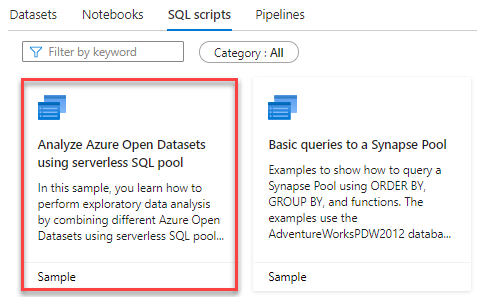 Datasets Notebooks SQL scripts Pipelines
Filter by keyword Category : All
Analyze Azure Open Datasets
using serverless SQL pool
In this sample, you learn how to
perform exploratory data analysis
by combining different Azure Open
Datasets using serverless SQL pool...
Sample
Basic queries to a Synapse Pool
Examples to show how to query a
Synapse Pool using ORDER BY,
GROUP BY, and functions. The
examples use the
AdventureWorksPDW2012 databa...
Sample